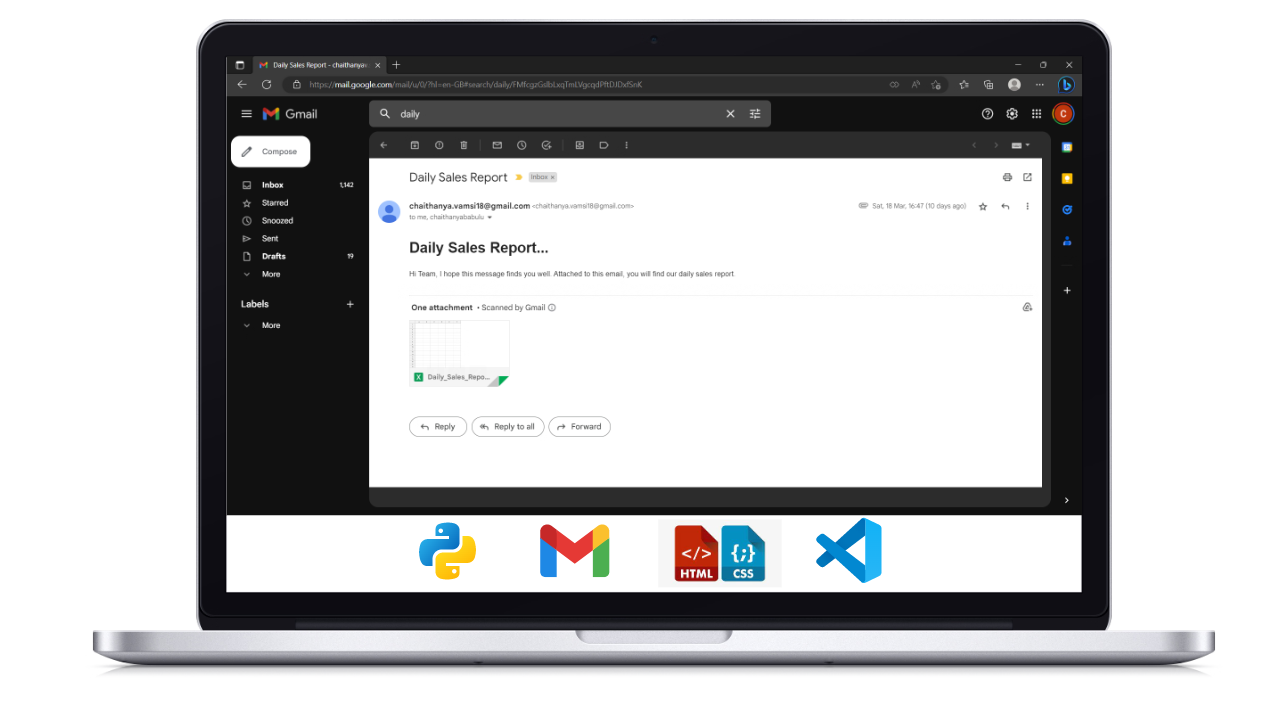 Daily Sales Report - chaithanyav
https://mail.google.com/mail/u/0/?hl=en-GB#search/daily/
Gmail
daily
C
Compose
Inbox 1,142
Starred
Snoozed
Sent
Drafts 19
More
Labels
More
Daily Sales Report Inbox x
chaithanya.vamsi18@gmail.com <chaithanya.vamsi18@gmail.com> Sat, 18 Mar, 16:47 (10 days ago)
to me, chaithanyababulu
Daily Sales Report...
Hi Team, I hope this message finds you well. Attached to this email, you will find our daily sales report
One attachment • Scanned by Gmail
X Daily_Sales_Repo...
Reply Reply to all Forward
</> {;}
HTML CSS